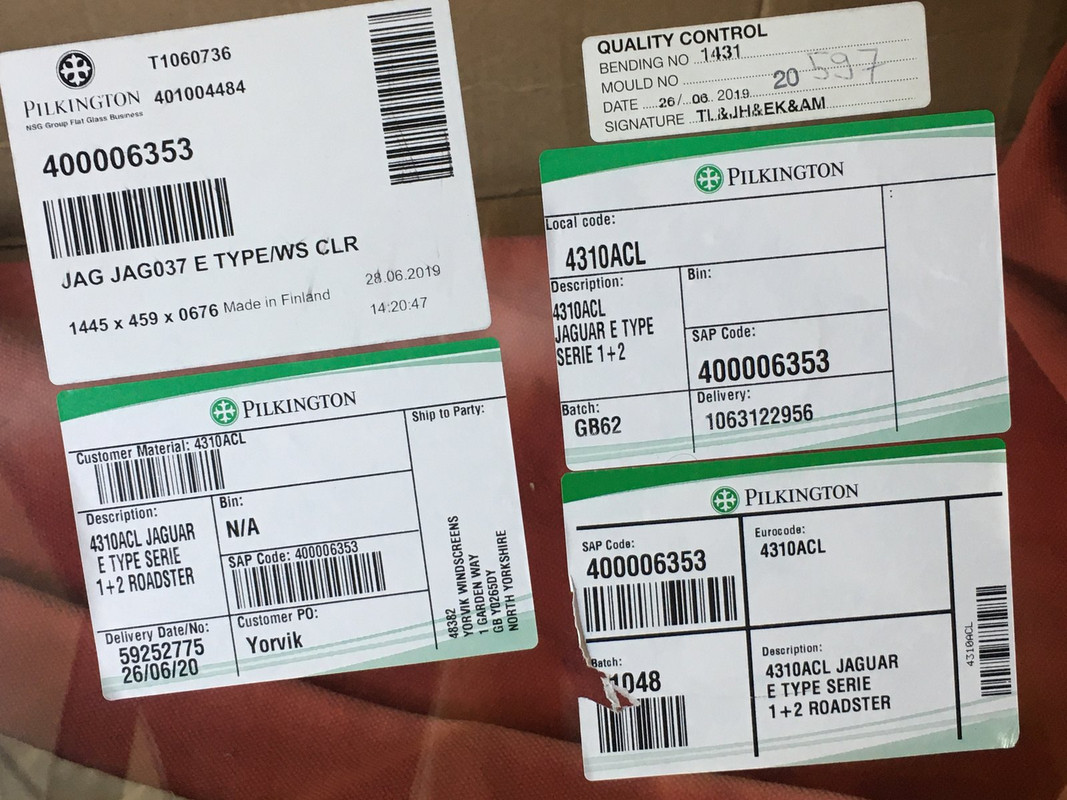 PILKINGTON
NSG Group Flat Glass Business
T1060736
401004484
400006353
JAG JAG037 E TYPE/WS CLR
1445 x 459 x 0676 Made in Finland
28.06.2019
14:20:47
QUALITY CONTROL
BENDING NO 1431
MOULD NO 20 597
DATE 26/ 06 2019
SIGNATURE TL&JH&EK&AM
PILKINGTON
Local code:
4310ACL
Description:
4310ACL
JAGUAR E TYPE
SERIE 1+2
Bin:
SAP Code:
400006353
Batch:
GB62
Delivery:
1063122956
:
PILKINGTON
Customer Material: 4310ACL
Ship to Party:
Description:
4310ACL JAGUAR
E TYPE SERIE
1+2 ROADSTER
Bin:
N/A
SAP Code: 400006353
Delivery Date/No:
59252775
26/06/20
Customer PO:
Yorvik
48382
YORVIK WINDSCREENS
1 GARDEN WAY
GB YO265DY
NORTH YORKSHIRE
PILKINGTON
SAP Code:
400006353
Eurocode:
4310ACL
Batch:
1048
Description:
4310ACL JAGUAR
E TYPE SERIE
1+2 ROADSTER
4310ACL